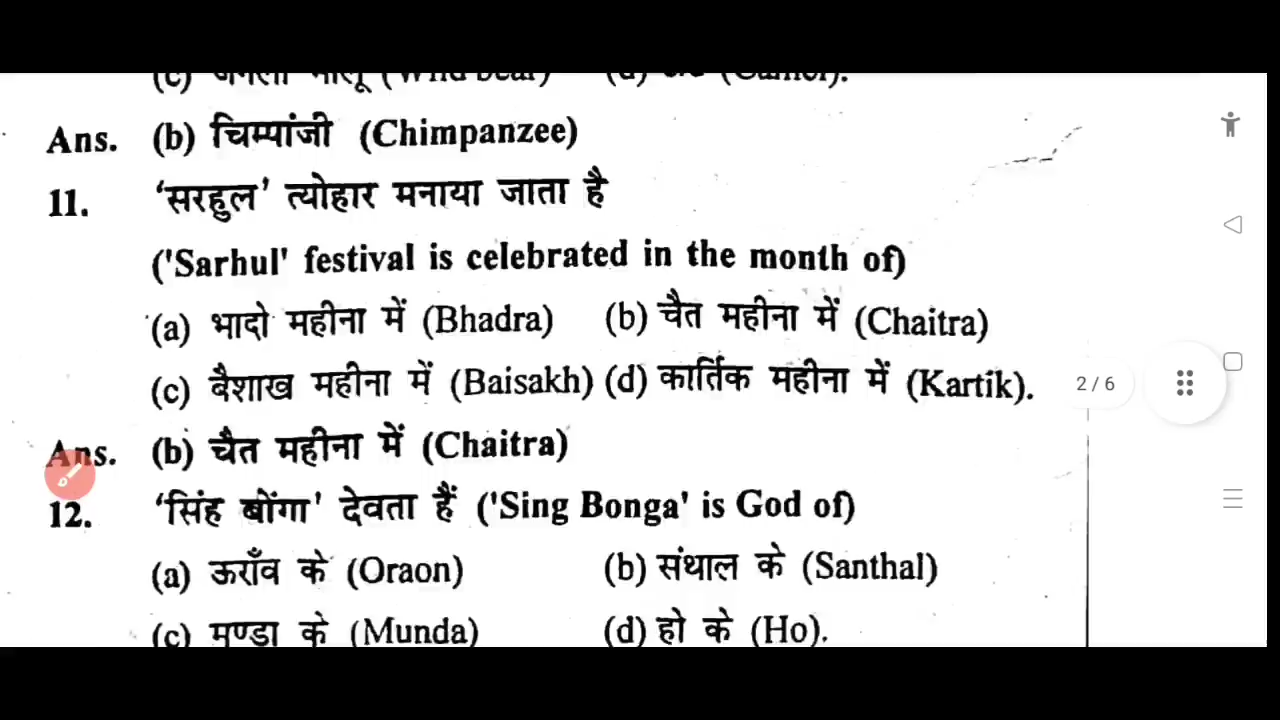 Ans. (b) चिम्पांजी (Chimpanzee)
11. 'सरहुल' त्योहार मनाया जाता है
('Sarhul' festival is celebrated in the month of)
(a) भादो महीना में (Bhadra) (b) चैत महीना में (Chaitra)
(c) बैशाख महीना में (Baisakh) (d) कार्तिक महीना में (Kartik).
2 / 6
Ans. (b) चैत महीना में (Chaitra)
12. 'सिंह बोंगा' देवता हैं ('Sing Bonga' is God of)
(a) ऊराँव के (Oraon) (b) संथाल के (Santhal)
(c) मुण्डा के (Munda) (d) हो के (Ho).